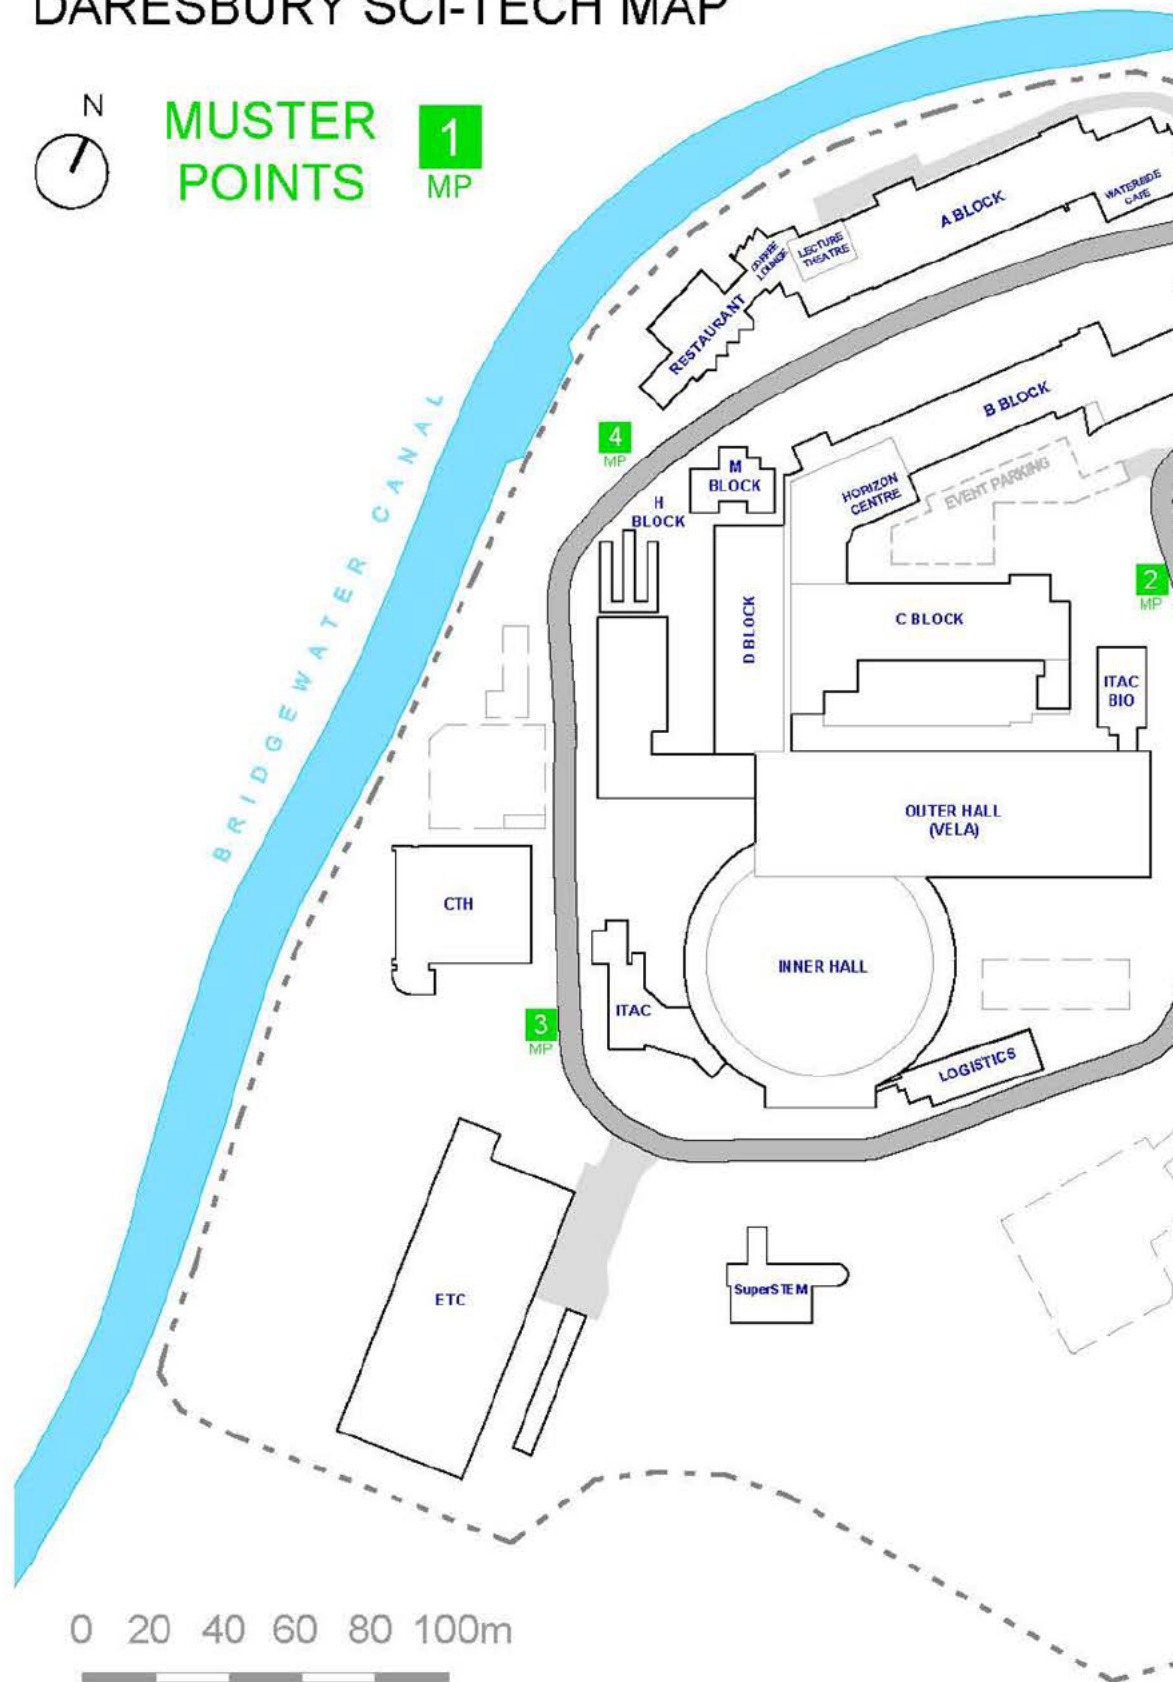 DARESBURY SCI-TECH MAP
N
MUSTER
POINTS
1
MP
WATERSIDE
CAFE
A BLOCK
LECTURE
THEATRE
COFFEE
LOUNGE
RESTAURANT
B BLOCK
4
MP
M
BLOCK
H
BLOCK
HORIZON
CENTRE
EVENT PARKING
2
MP
D BLOCK
C BLOCK
ITAC
BIO
BRIDGEWATER CANAL
OUTER HALL
(VELA)
CTH
INNER HALL
ITAC
3
MP
LOGISTICS
ETC
SuperSTEM
0 20 40 60 80 100m